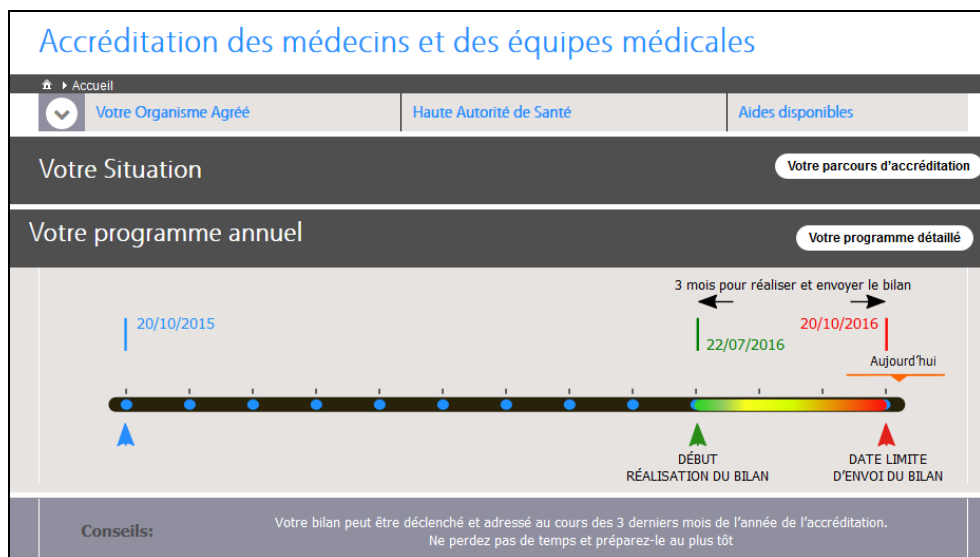 Accréditation des médecins et des équipes médicales
Accueil
Votre Organisme Agréé
Haute Autorité de Santé
Aides disponibles
Votre Situation
Votre parcours d'accréditation
Votre programme annuel
Votre programme détaillé
3 mois pour réaliser et envoyer le bilan
20/10/2015
20/10/2016
22/07/2016
Aujourd'hui
DÉBUT
RÉALISATION DU BILAN
DATE LIMITE
D'ENVOI DU BILAN
Conseils:
Votre bilan peut être déclenché et adressé au cours des 3 derniers mois de l'année de l'accréditation.
Ne perdez pas de temps et préparez-le au plus tôt